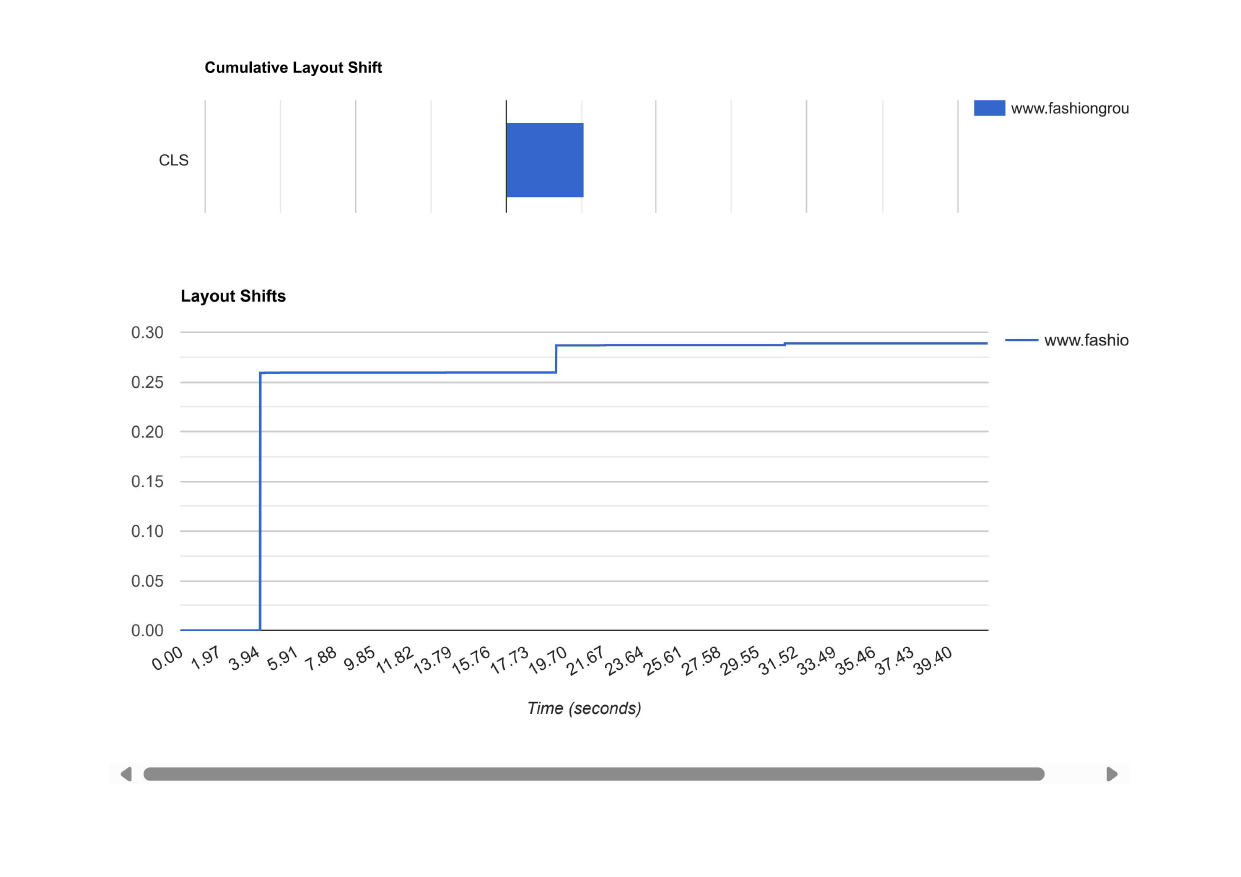 Cumulative Layout Shift
www.fashiongrou
CLS
Layout Shifts
0.30
www.fashio
0.25
0.20
0.15
0.10
0.05
0.00
0.00 1.97 3.94 5.91 7.88 9.85 11.82 13.79 15.76 17.73 19.70 21.67 23.64 25.61 27.58 29.55 31.52 33.49 35.46 37.43 39.40
Time (seconds)